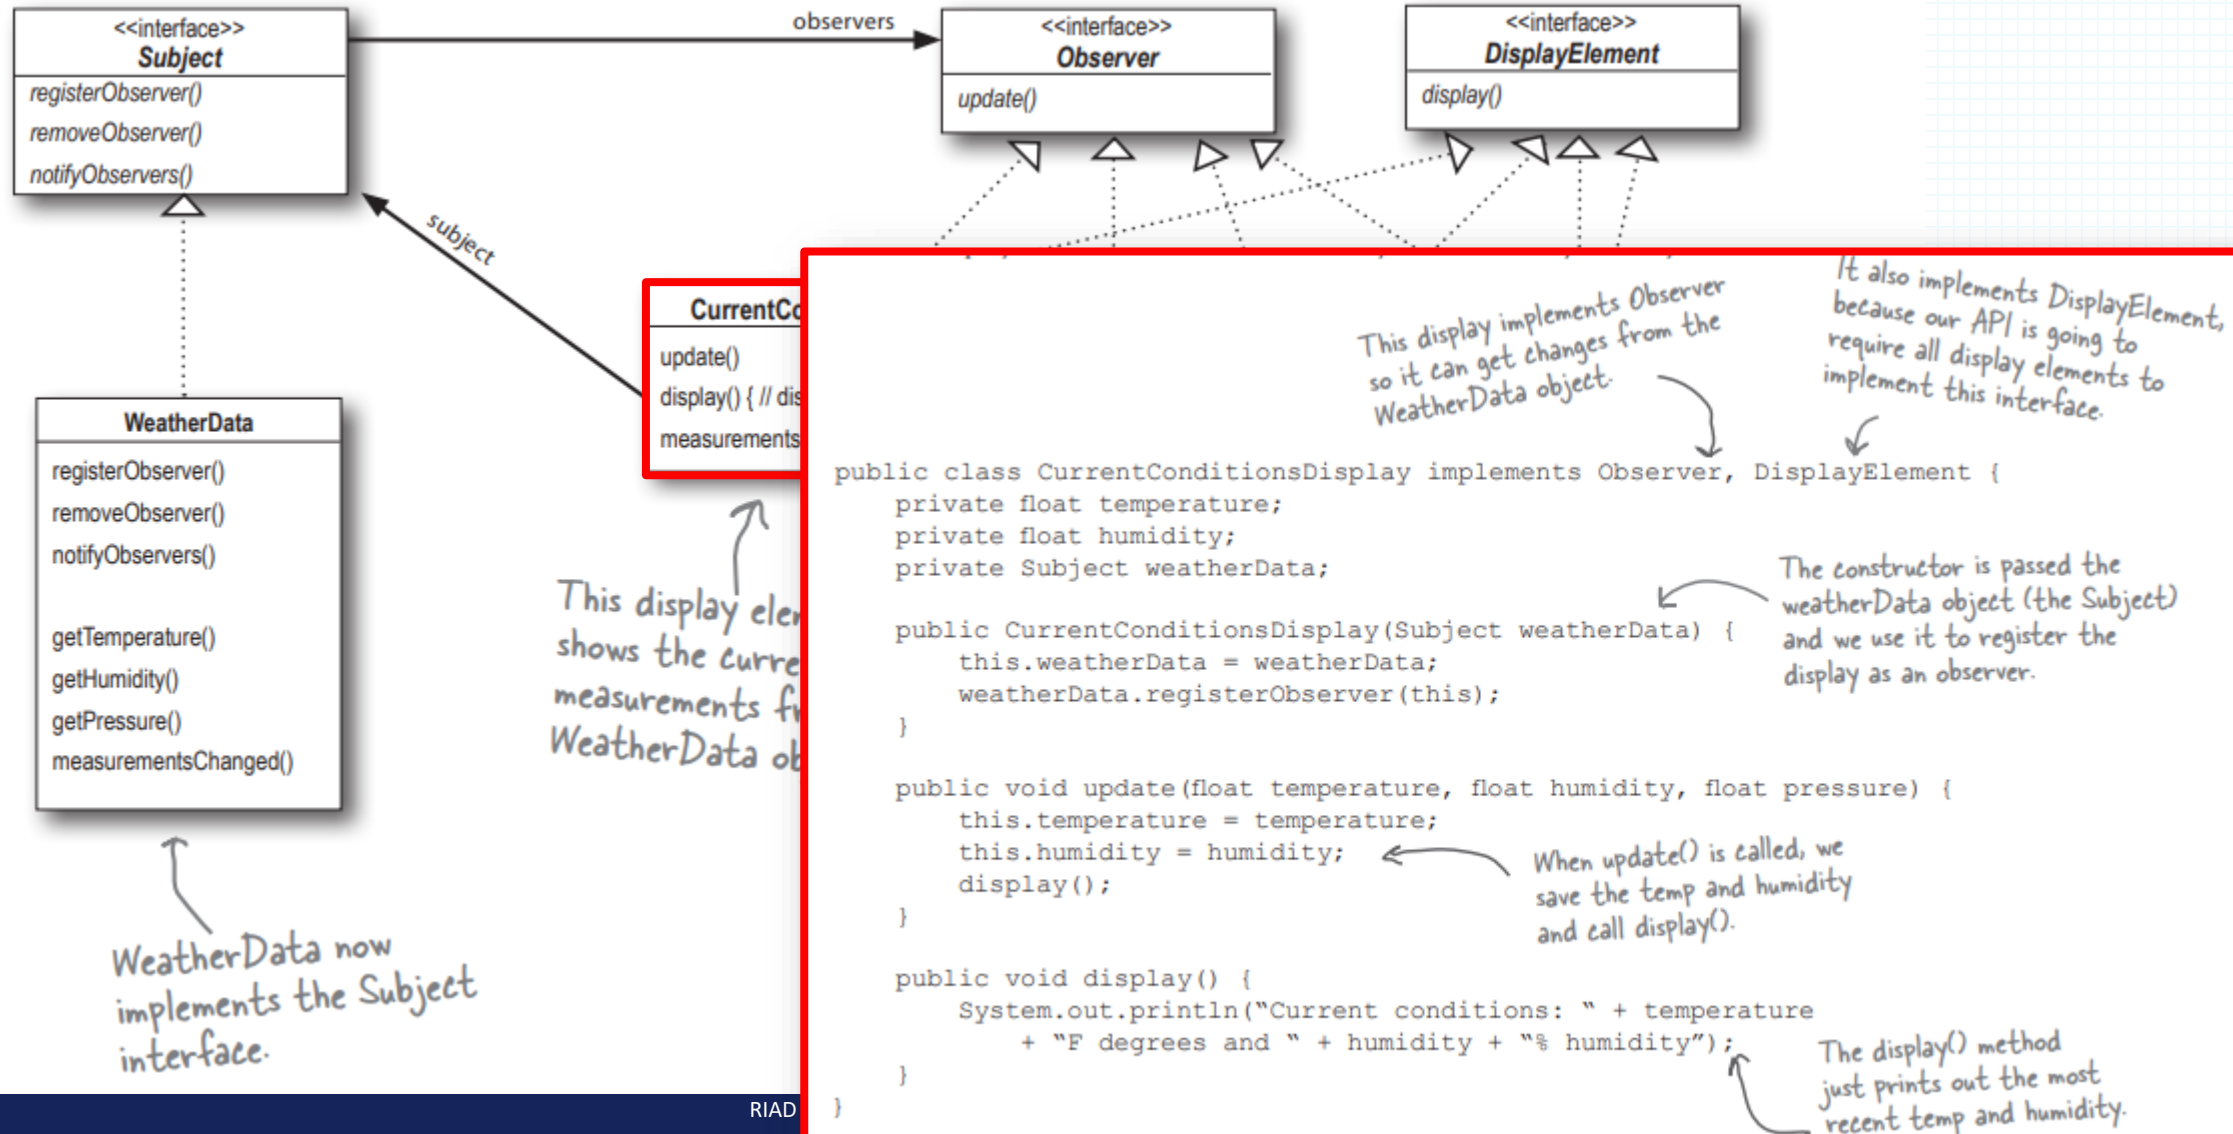 <<interface>>
Subject
registerObserver()
removeObserver()
notifyObservers()
observers
<<interface>>
Observer
update()
<<interface>>
DisplayElement
display()
subject
WeatherData
registerObserver()
removeObserver()
notifyObservers()
getTemperature()
getHumidity()
getPressure()
measurementsChanged()
WeatherData now
implements the Subject
interface.
CurrentCo
update()
display() { // dis
measurements
This display elem
shows the curre
measurements fr
WeatherData ob
This display implements Observer
so it can get changes from the
WeatherData object.
It also implements DisplayElement,
because our API is going to
require all display elements to
implement this interface.
public class CurrentConditionsDisplay implements Observer, DisplayElement {
private float temperature;
private float humidity;
private Subject weatherData;
public CurrentConditionsDisplay(Subject weatherData) {
this.weatherData = weatherData;
weatherData.registerObserver(this);
}
The constructor is passed the
weatherData object (the Subject)
and we use it to register the
display as an observer.
public void update(float temperature, float humidity, float pressure) {
this.temperature = temperature;
this.humidity = humidity;
display();
}
When update() is called, we
save the temp and humidity
and call display().
public void display() {
System.out.println(“Current conditions: “ + temperature
+ “F degrees and “ + humidity + “% humidity”);
}
}
The display() method
just prints out the most
recent temp and humidity.
RIAD